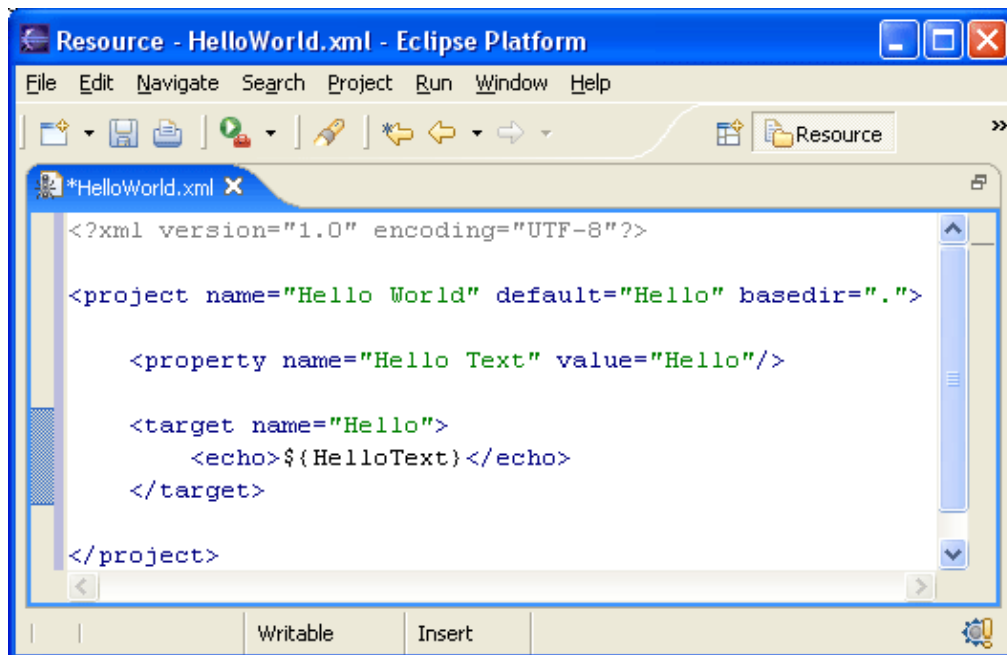 Resource - HelloWorld.xml - Eclipse Platform
File Edit Navigate Search Project Run Window Help
Resource »
*HelloWorld.xml
<?xml version="1.0" encoding="UTF-8"?>
<project name="Hello World" default="Hello" basedir=".">
<property name="Hello Text" value="Hello"/>
<target name="Hello">
<echo>${HelloText}</echo>
</target>
</project>
Writable Insert